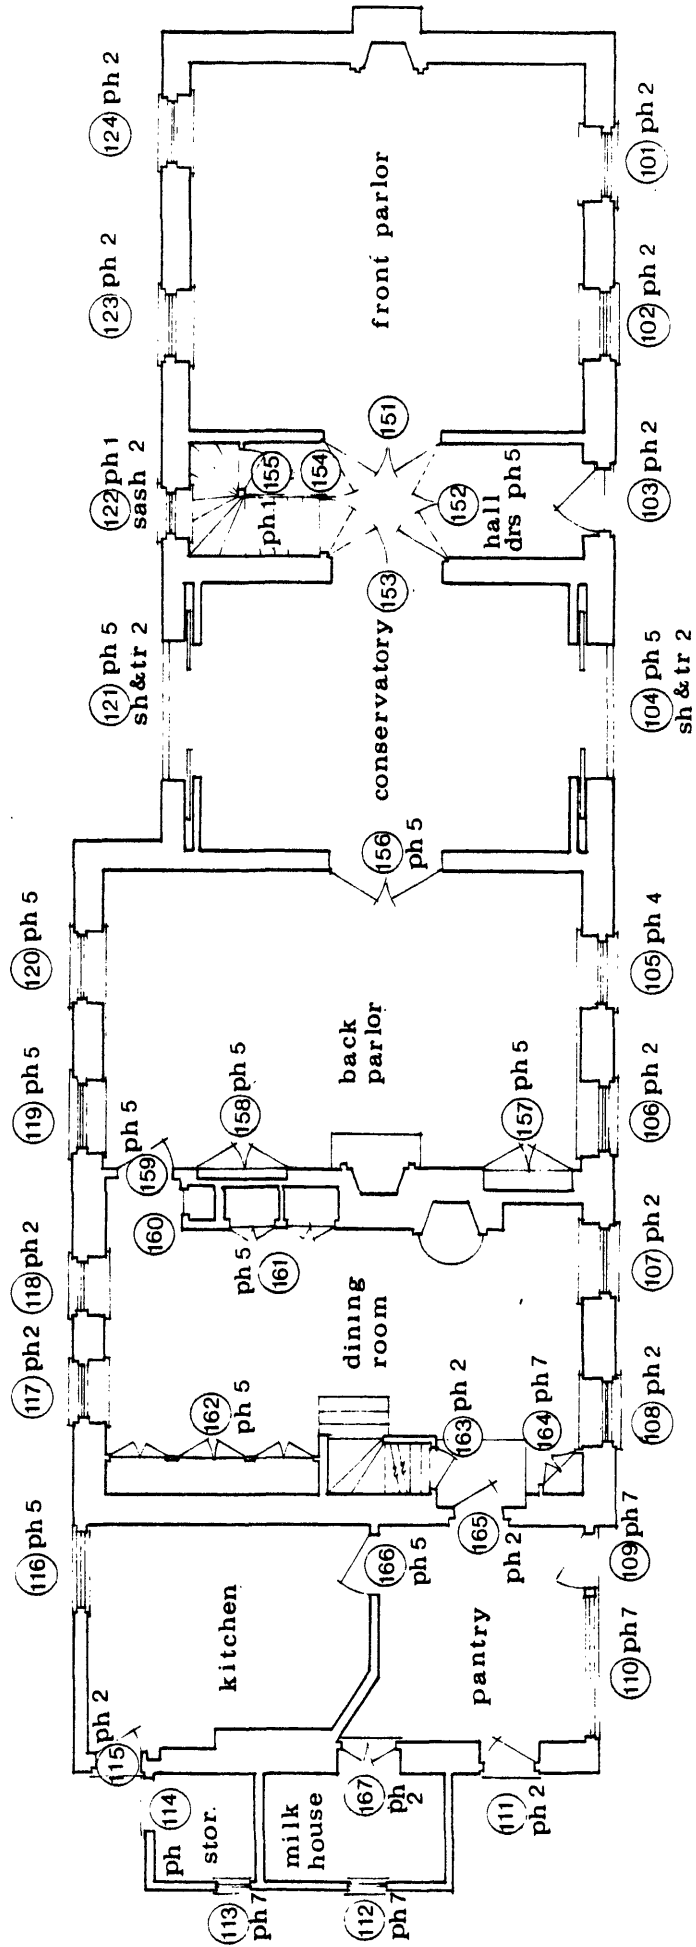 116 ph 5
117 ph 2
118 ph 2
119 ph 5
120 ph 5
121 ph 5
sh & tr 2
122 ph 1
sash 2
123 ph 2
124 ph 2
115 ph 2
114
ph
stor.
113
ph 7
milk
house
112
ph 7
167
ph
2
111
ph 2
kitchen
166
ph 5
pantry
165
ph 2
110 ph 7
109 ph 7
162
ph 5
dining
room
163 ph 2
164 ph 7
ph 5
161
160
159
ph 5
158 ph 5
157 ph 5
back
parlor
156
ph 5
conservatory
153
ph 1
155
154
151
152
hall
drs ph 5
front parlor
108 ph 2
107 ph 2
106 ph 2
105 ph 4
104 ph 5
sh & tr 2
103 ph 2
102 ph 2
101 ph 2